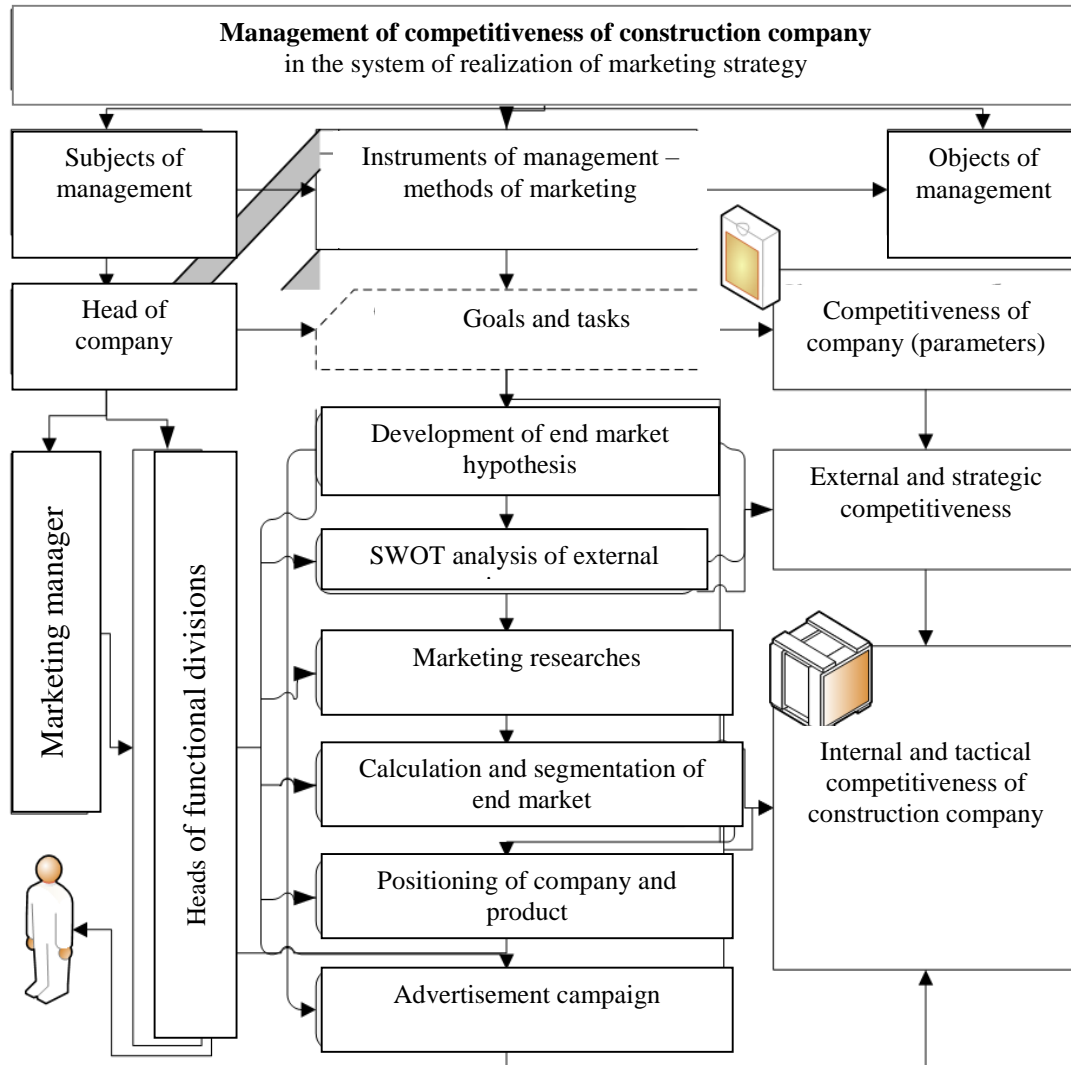 Management of competitiveness of construction company
in the system of realization of marketing strategy
Subjects of
management
Instruments of management –
methods of marketing
Objects of
management
Head of
company
Goals and tasks
Competitiveness of
company (parameters)
Marketing manager
Heads of functional divisions
Development of end market
hypothesis
External and strategic
competitiveness
SWOT analysis of external
Marketing researches
Calculation and segmentation of
end market
Internal and tactical
competitiveness of
construction company
Positioning of company and
product
Advertisement campaign